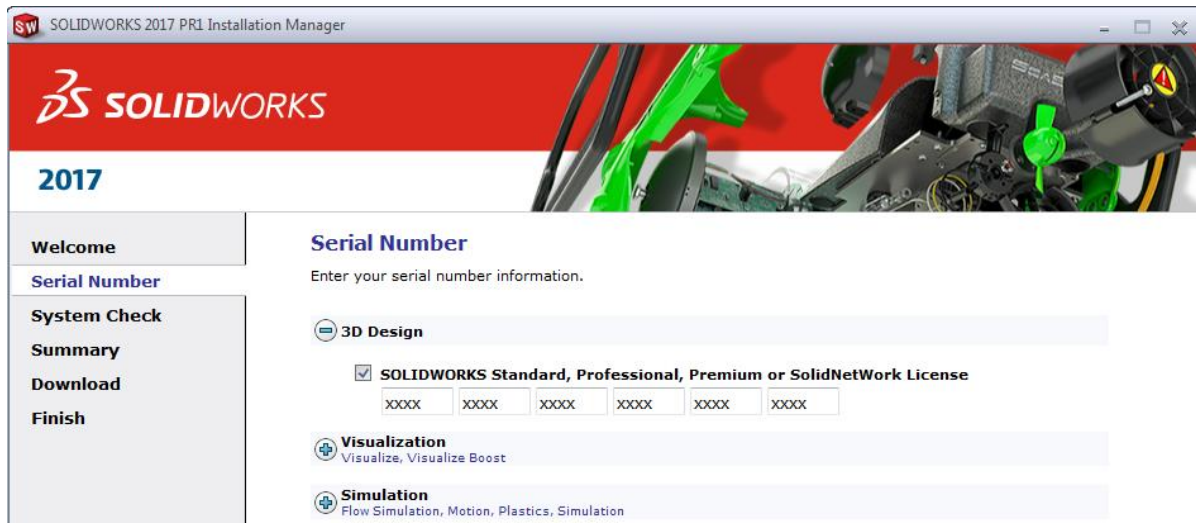 SW SOLIDWORKS 2017 PR1 Installation Manager
3S SOLIDWORKS
2017
Welcome
Serial Number
System Check
Summary
Download
Finish
Serial Number
Enter your serial number information.
3D Design
SOLIDWORKS Standard, Professional, Premium or SolidNetWork License
xxxx xxxx xxxx xxxx xxxx xxxx
Visualization
Visualize, Visualize Boost
Simulation
Flow Simulation, Motion, Plastics, Simulation